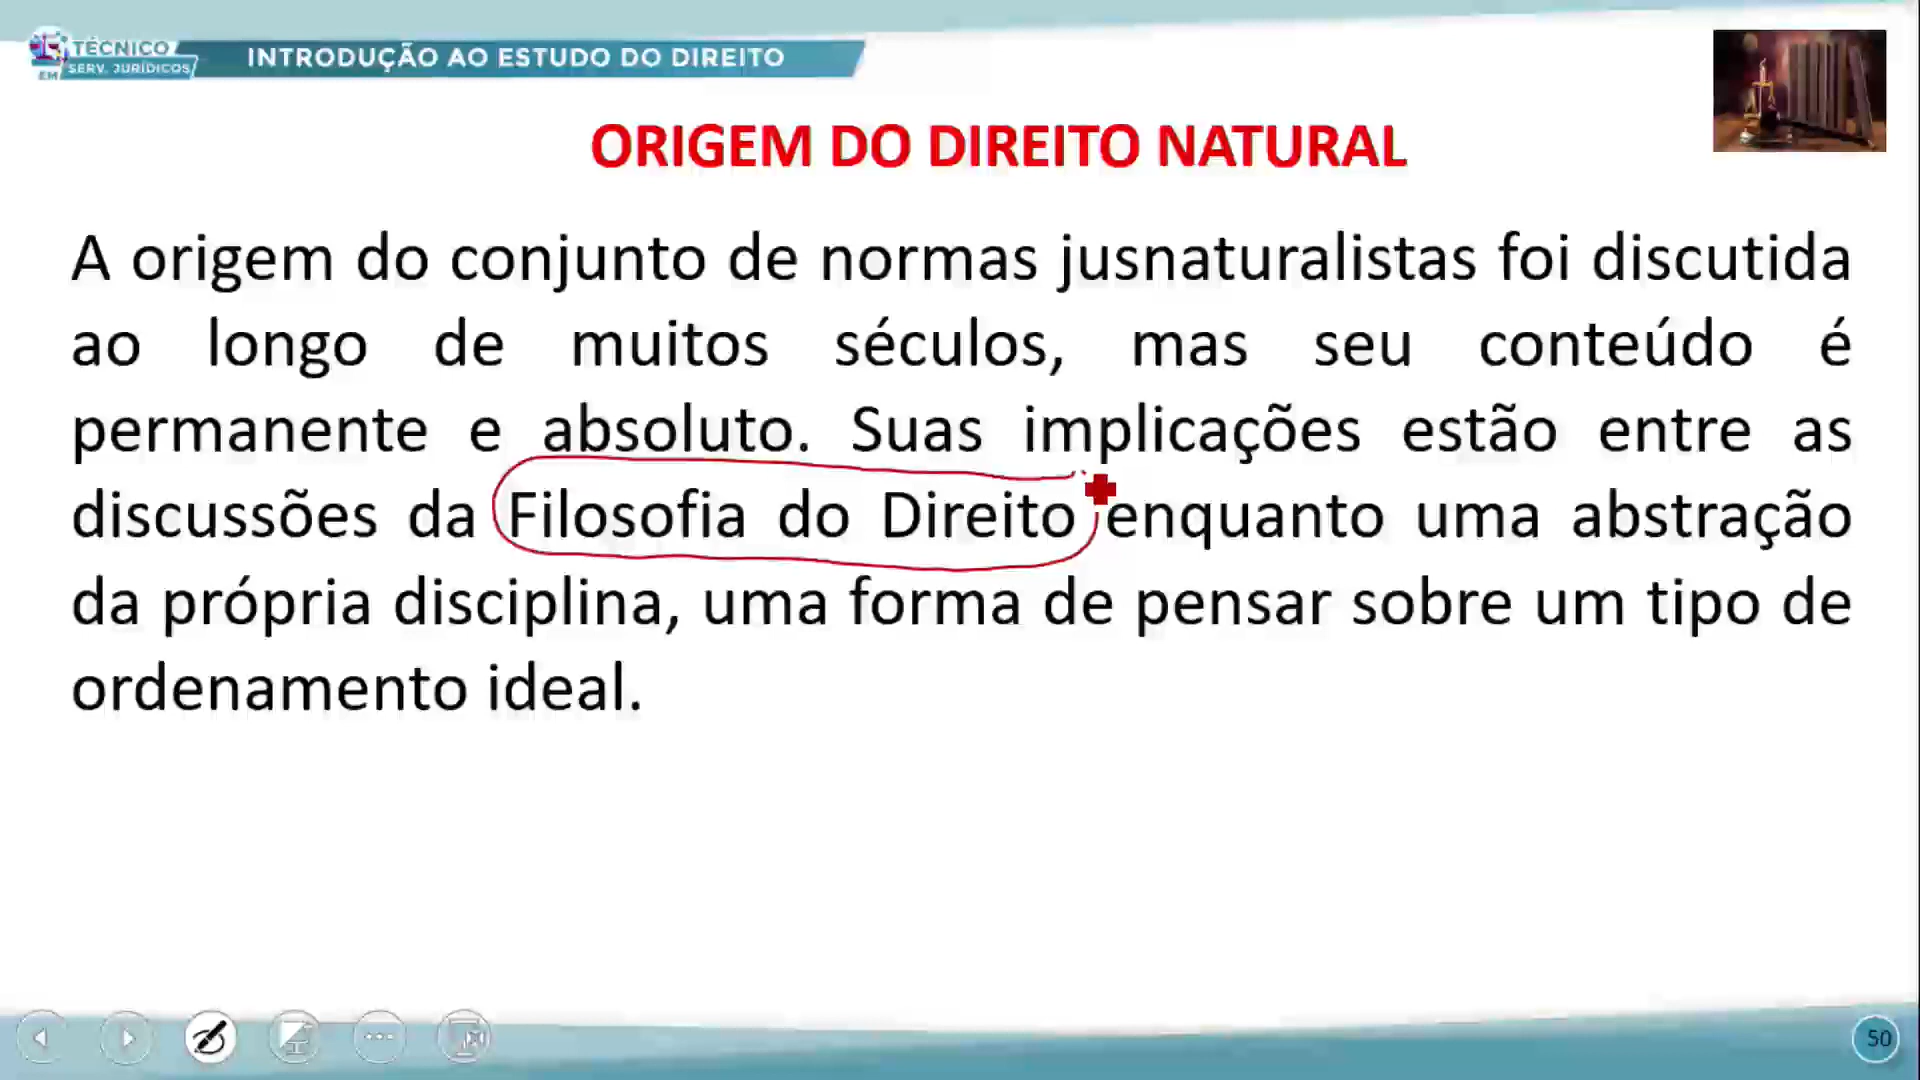 TÉCNICO
EM SERV. JURÍDICOS
INTRODUÇÃO AO ESTUDO DO DIREITO
ORIGEM DO DIREITO NATURAL
A origem do conjunto de normas jusnaturalistas foi discutida
ao longo de muitos séculos, mas seu conteúdo é
permanente e absoluto. Suas implicações estão entre as
discussões da Filosofia do Direito enquanto uma abstração
da própria disciplina, uma forma de pensar sobre um tipo de
ordenamento ideal.
50